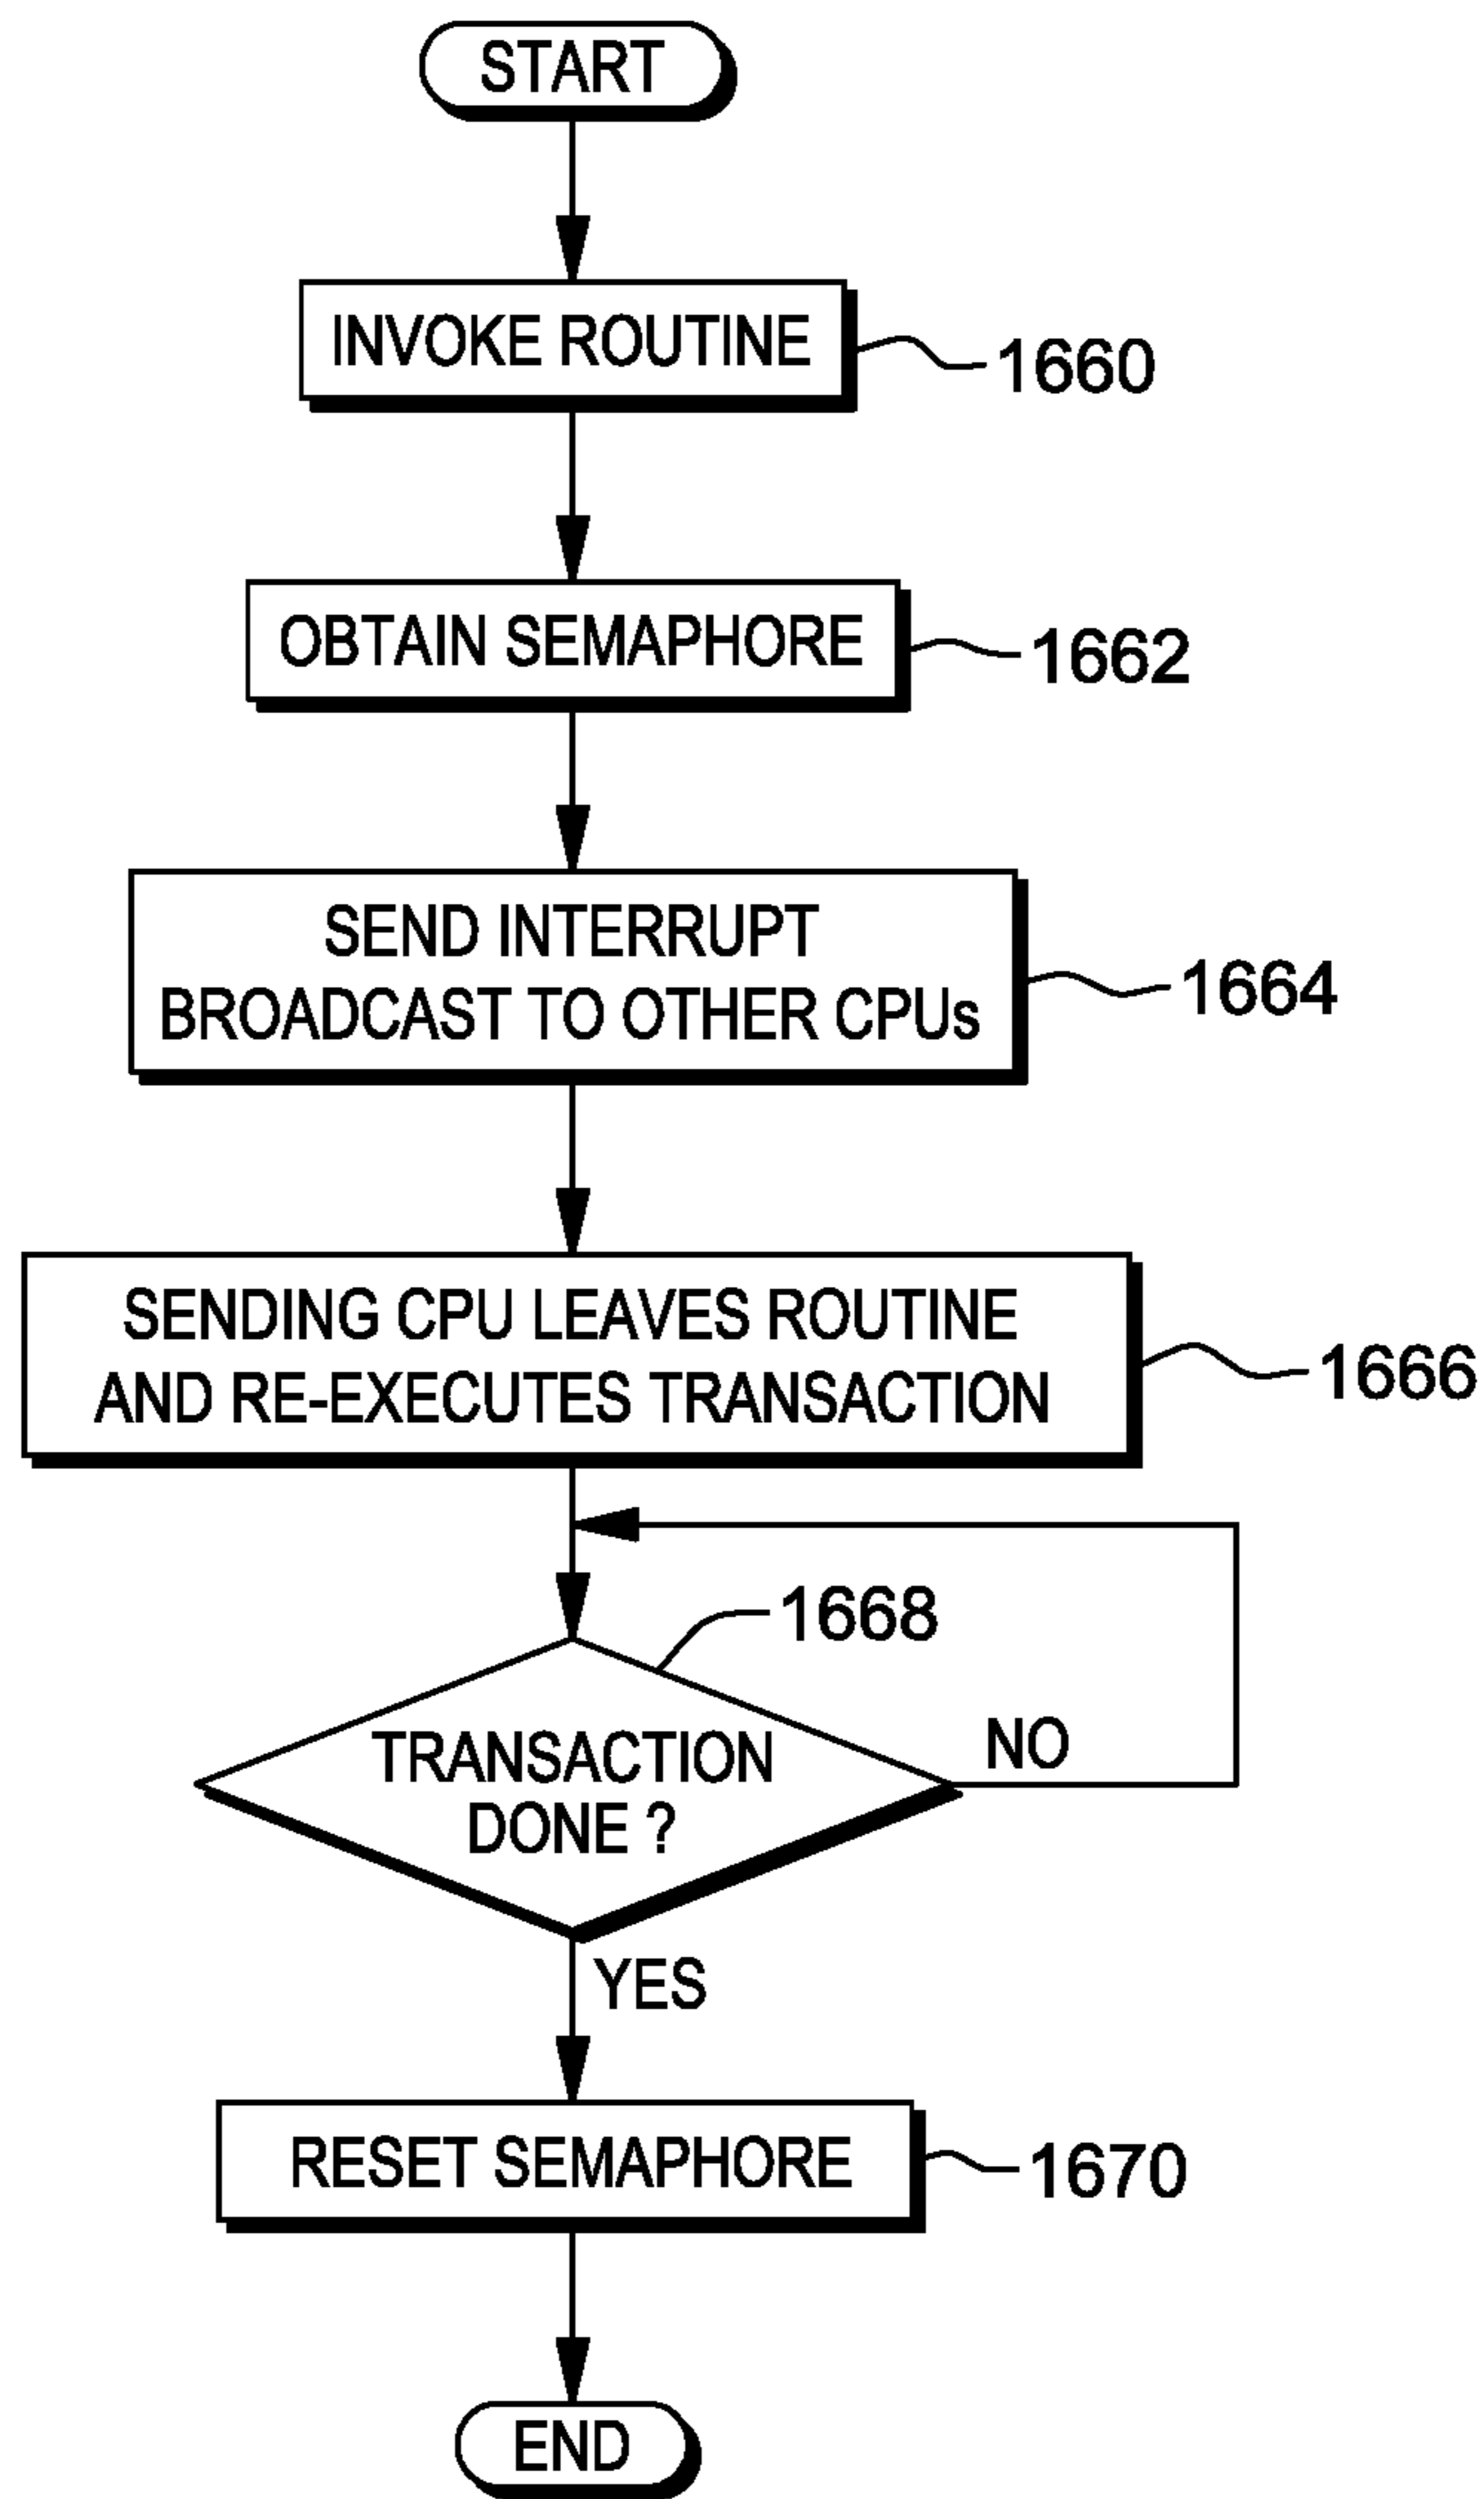 START
INVOKE ROUTINE
1660
OBTAIN SEMAPHORE
1662
SEND INTERRUPT
BROADCAST TO OTHER CPUs
1664
SENDING CPU LEAVES ROUTINE
AND RE-EXECUTES TRANSACTION
1666
1668
TRANSACTION
DONE ?
NO
YES
RESET SEMAPHORE
1670
END